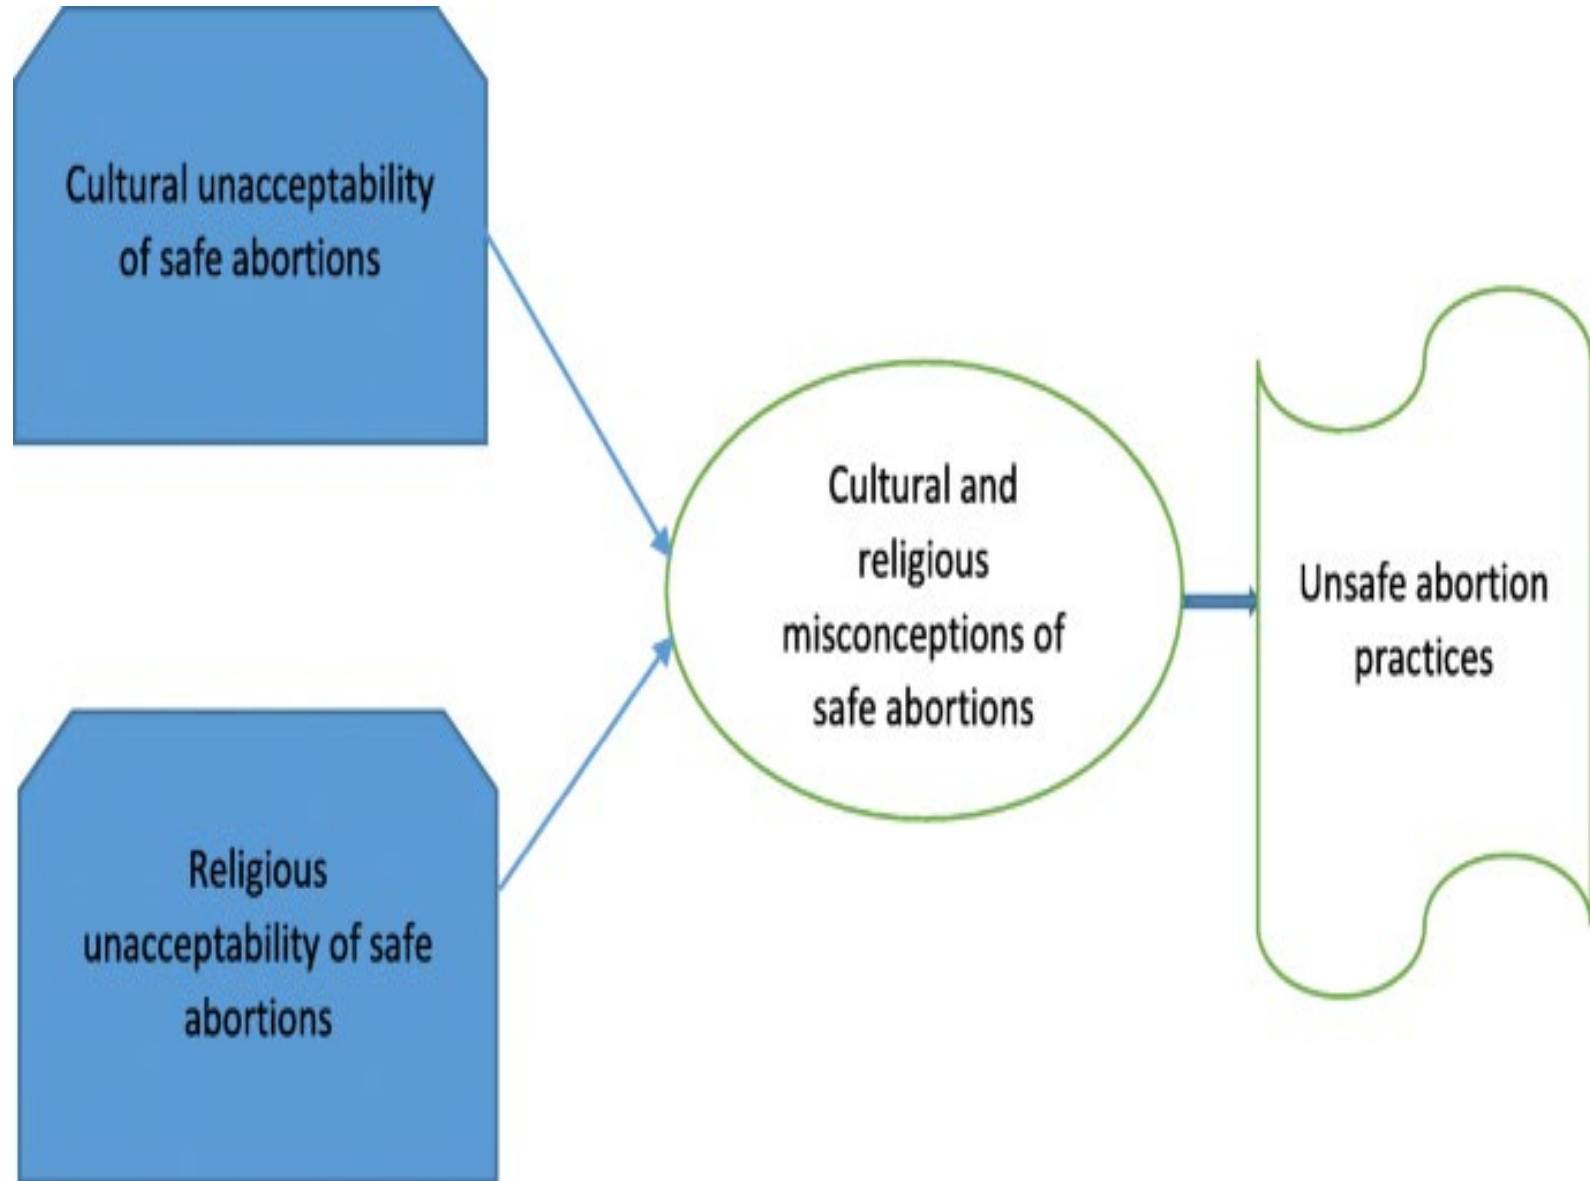 Cultural unacceptability
of safe abortions
Cultural and
religious
misconceptions of
safe abortions
Unsafe abortion
practices
Religious
unacceptability of safe
abortions